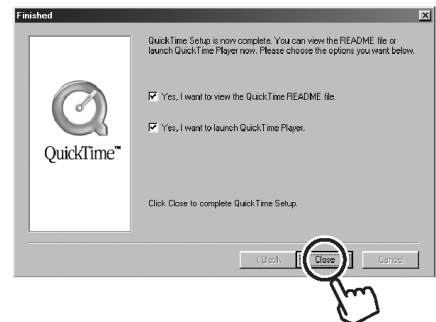 Finished
QuickTime Setup is now complete. You can view the README file or
launch QuickTime Player now. Please choose the options you want below.
Yes, I want to view the QuickTime README file.
Yes, I want to launch QuickTime Player.
QuickTime™
Click Close to complete QuickTime Setup.
< Back
Close
Cancel